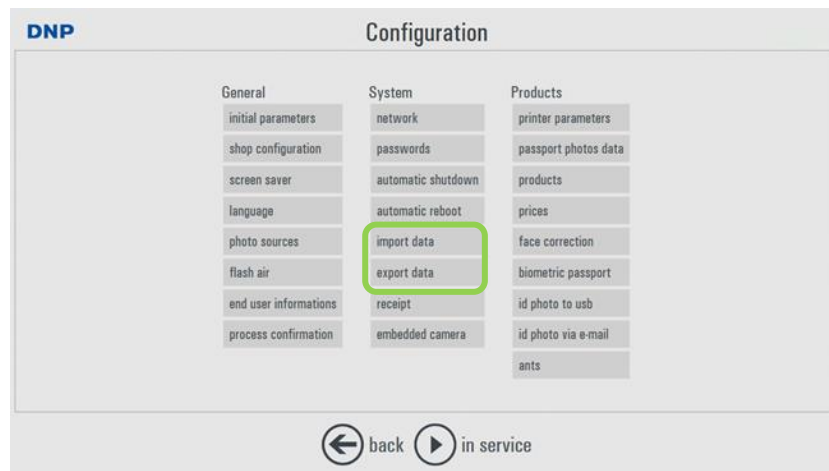 DNP
Configuration
General
initial parameters
shop configuration
screen saver
language
photo sources
flash air
end user informations
process confirmation
System
network
passwords
automatic shutdown
automatic reboot
import data
export data
receipt
embedded camera
Products
printer parameters
passport photos data
products
prices
face correction
biometric passport
id photo to usb
id photo via e-mail
ants
back
in service